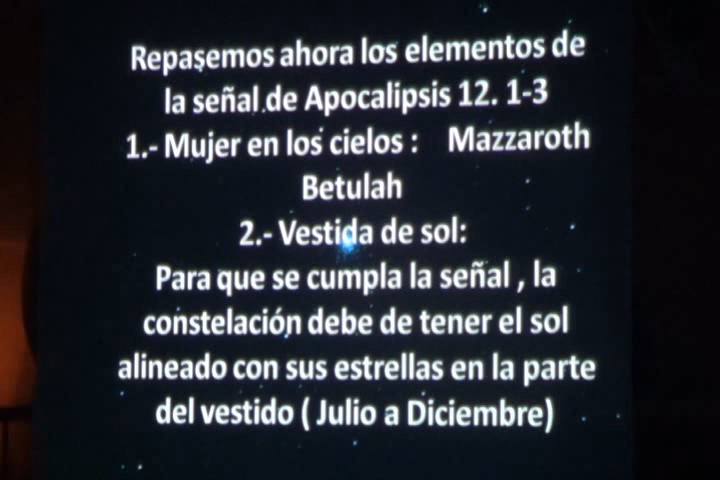 Repasemos ahora los elementos de
la señal de Apocalipsis 12. 1-3
1.- Mujer en los cielos : Mazzaroth
Betulah
2.- Vestida de sol:
Para que se cumpla la señal , la
constelación debe de tener el sol
alineado con sus estrellas en la parte
del vestido ( Julio a Diciembre)